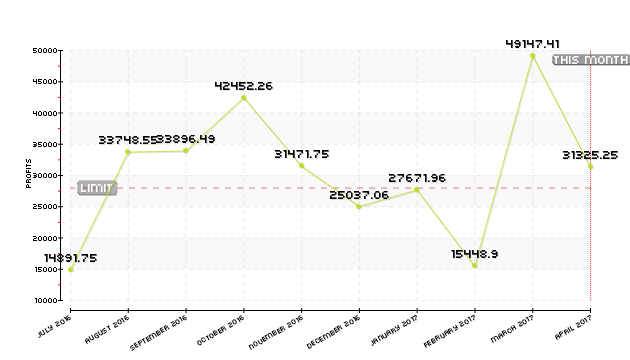 49147.41
50000
THIS MONTH
45000
42452.26
40000
33748.55
33896.49
35000
31471.75
31325.25
30000
27671.96
PROFITS
LIMIT
25037.06
25000
20000
15448.9
14891.75
15000
10000
JULY 2016
AUGUST 2016
SEPTEMBER 2016
OCTOBER 2016
NOVEMBER 2016
DECEMBER 2016
JANUARY 2017
FEBRUARY 2017
MARCH 2017
APRIL 2017